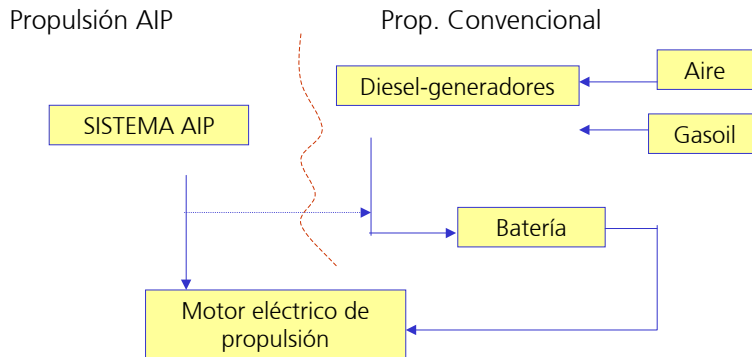 Propulsión AIP
Prop. Convencional
Diesel-generadores
Aire
Gasoil
SISTEMA AIP
Batería
Motor eléctrico de
propulsión